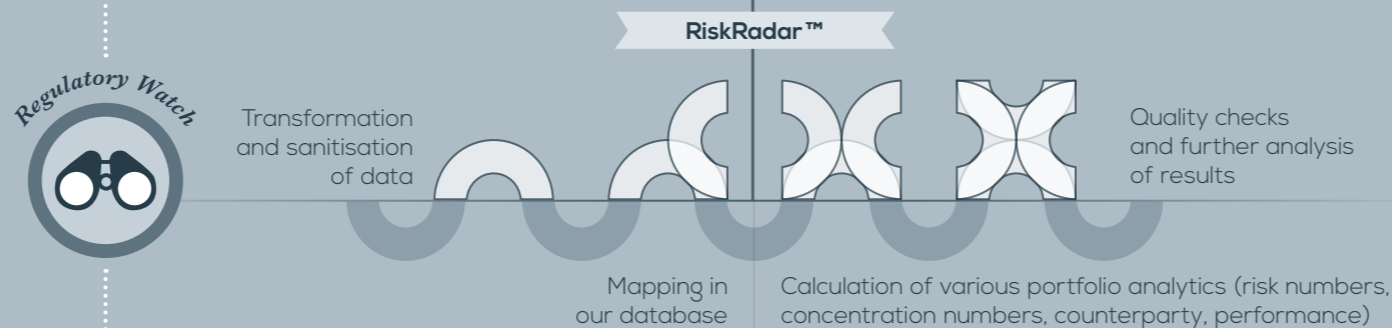 RiskRadar™
Regulatory Watch
Transformation
and sanitisation
of data
Quality checks
and further analysis
of results
Mapping in
our database
Calculation of various portfolio analytics (risk numbers,
concentration numbers, counterparty, performance)